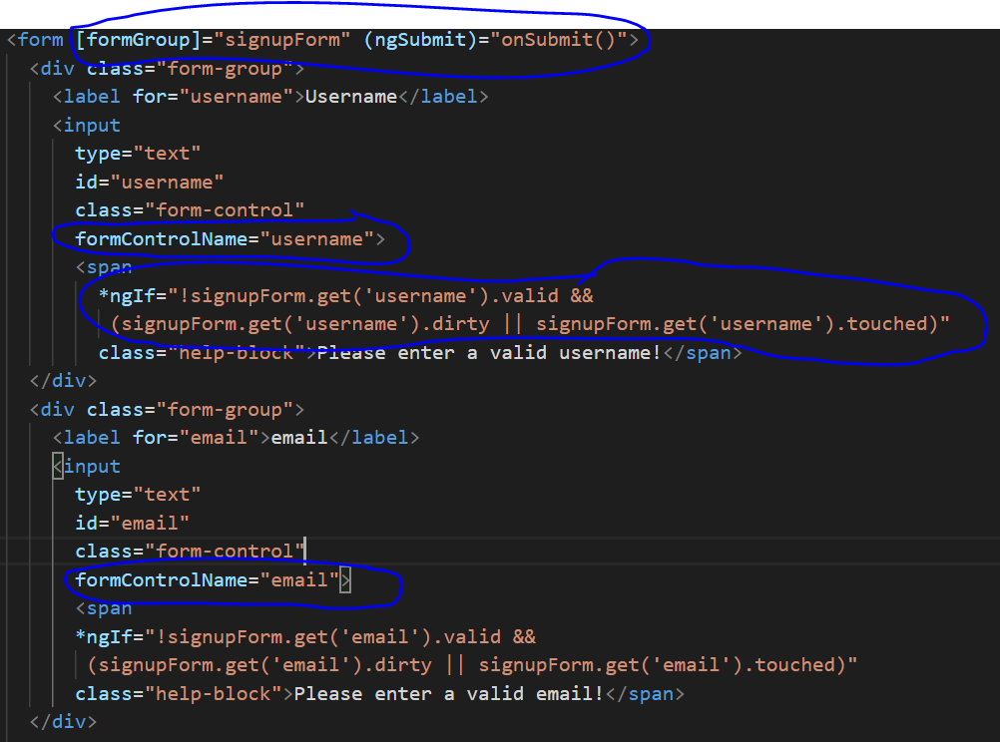 <form [formGroup]="signupForm" (ngSubmit)="onSubmit()">
<div class="form-group">
<label for="username">Username</label>
<input
type="text"
id="username"
class="form-control"
formControlName="username">
<span
*ngIf="!signupForm.get('username').valid &&
(signupForm.get('username').dirty || signupForm.get('username').touched)"
class="help-block">Please enter a valid username!</span>
</div>
<div class="form-group">
<label for="email">email</label>
<input
type="text"
id="email"
class="form-control"
formControlName="email">
<span
*ngIf="!signupForm.get('email').valid &&
(signupForm.get('email').dirty || signupForm.get('email').touched)"
class="help-block">Please enter a valid email!</span>
</div>